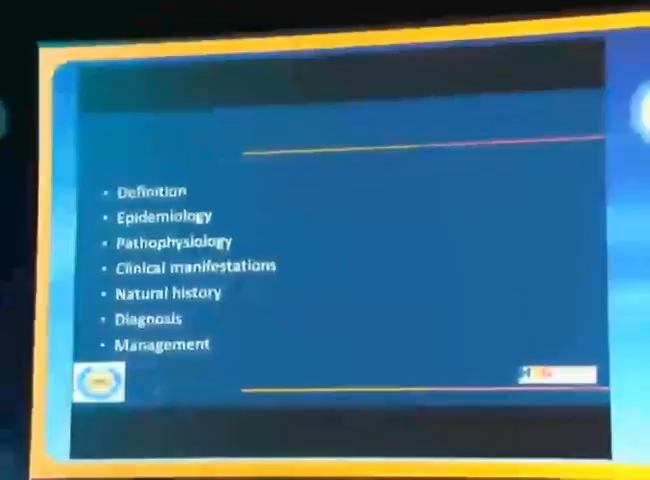 • Definition
• Epidemiology
• Pathophysiology
• Clinical manifestations
• Natural history
• Diagnosis
• Management